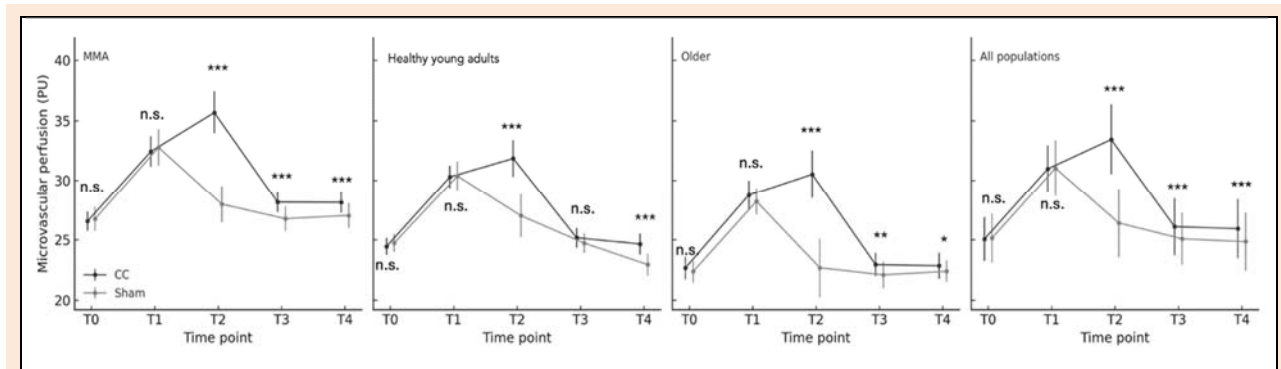 MMA
Healthy young adults
Older
All populations
Microvascular perfusion (PU)
40
35
30
25
20
n.s.
n.s.
***
***
***
CC
Sham
T0 T1 T2 T3 T4
Time point
n.s.
n.s.
***
n.s.
***
T0 T1 T2 T3 T4
Time point
n.s.
n.s.
***
**
*
T0 T1 T2 T3 T4
Time point
n.s.
n.s.
***
***
***
T0 T1 T2 T3 T4
Time point